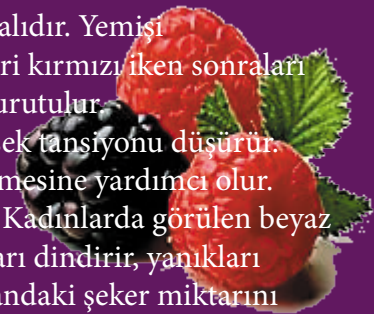 alıdır. Yemişi
ri kırmızı iken sonraları
urutulur.
ek tansiyonu düşürür.
mesine yardımcı olur.
Kadınlarda görülen beyaz
arı dindirir, yanıkları
andaki şeker miktarını